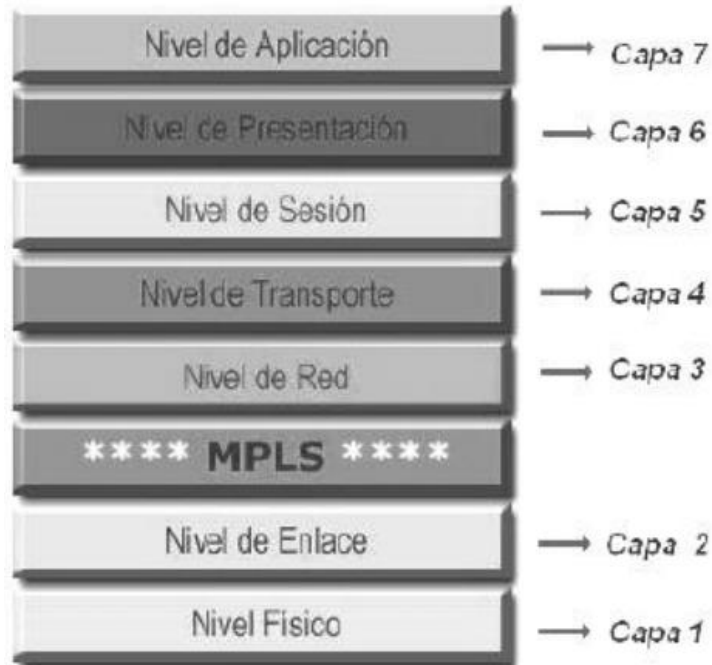 Nivel de Aplicación → Capa 7
Nivel de Presentación → Capa 6
Nivel de Sesión → Capa 5
Nivel de Transporte → Capa 4
Nivel de Red → Capa 3
**** MPLS ****
Nivel de Enlace → Capa 2
Nivel Físico → Capa 1